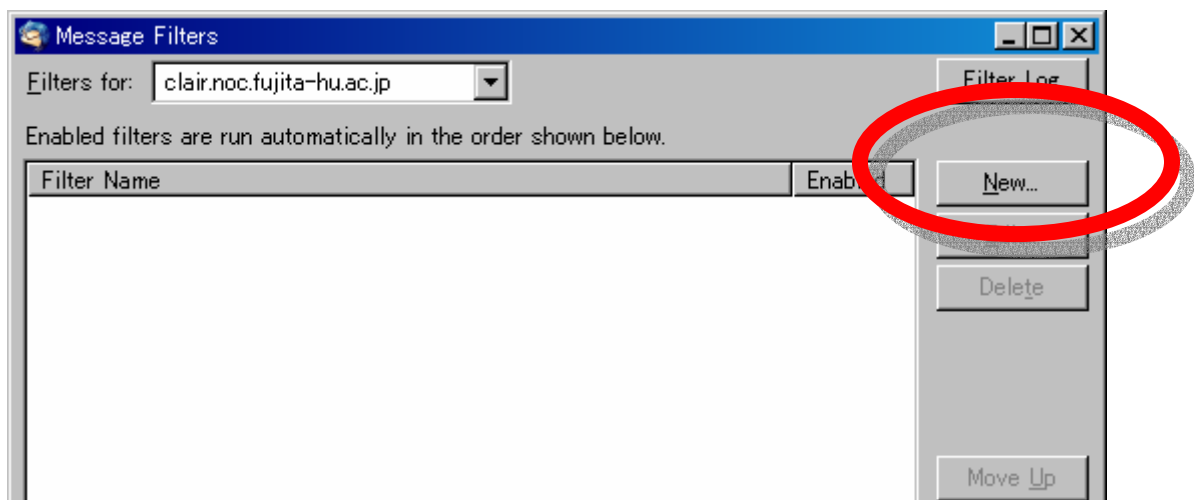 Message Filters
Filters for: clair.noc.fujita-hu.ac.jp
Filter Log
Enabled filters are run automatically in the order shown below.
Filter Name Enabled
New...
Delete
Move Up